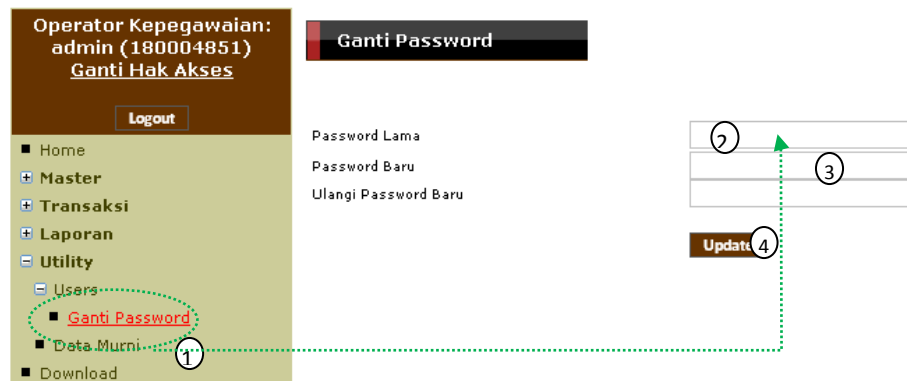 Operator Kepegawaian:
admin (180004851)
Ganti Hak Akses
Logout
Home
Master
Transaksi
Laporan
Utility
Users
Ganti Password
Data Murni
Download
1
Ganti Password
Password Lama
2
Password Baru
3
Ulangi Password Baru
Update
4